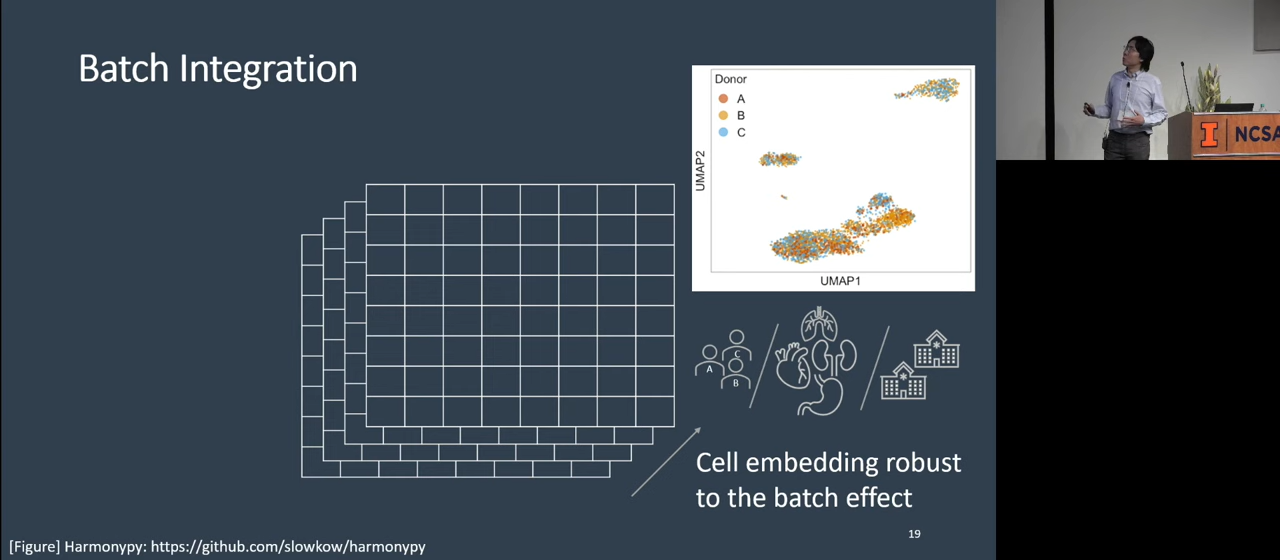 Batch Integration
Donor
A
B
C
UMAP2
UMAP1
A
C
B
Cell embedding robust
to the batch effect
19
[Figure] Harmonypy: https://github.com/slowkow/harmonypy
I NCSA